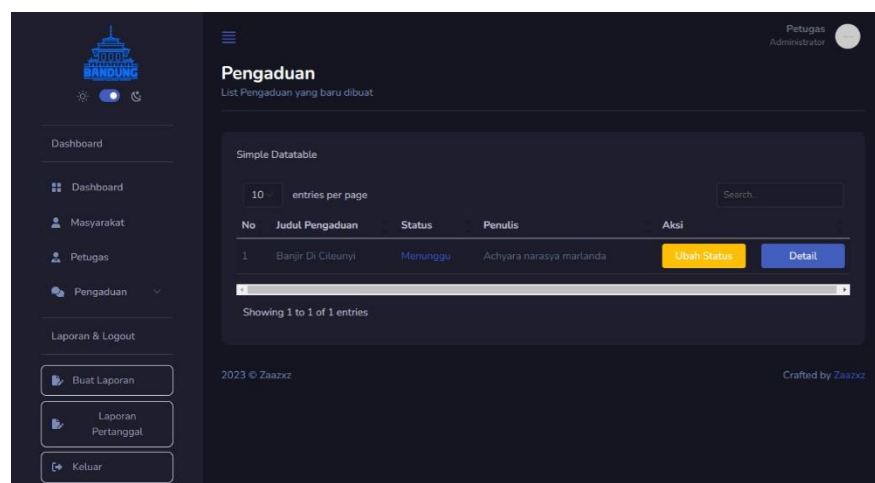 BANDUNG
Petugas
Administrator
Pengaduan
List Pengaduan yang baru dibuat
Dashboard
Dashboard
Masyarakat
Petugas
Pengaduan
Laporan & Logout
Buat Laporan
Laporan
Pertanggal
Keluar
Simple Datatable
10 entries per page
Search...
No Judul Pengaduan Status Penulis Aksi
1 Banjir Di Cileunyi Menunggu Achyara narasya marlanda Ubah Status Detail
Showing 1 to 1 of 1 entries
2023 © Zaazxz
Crafted by Zaazxz